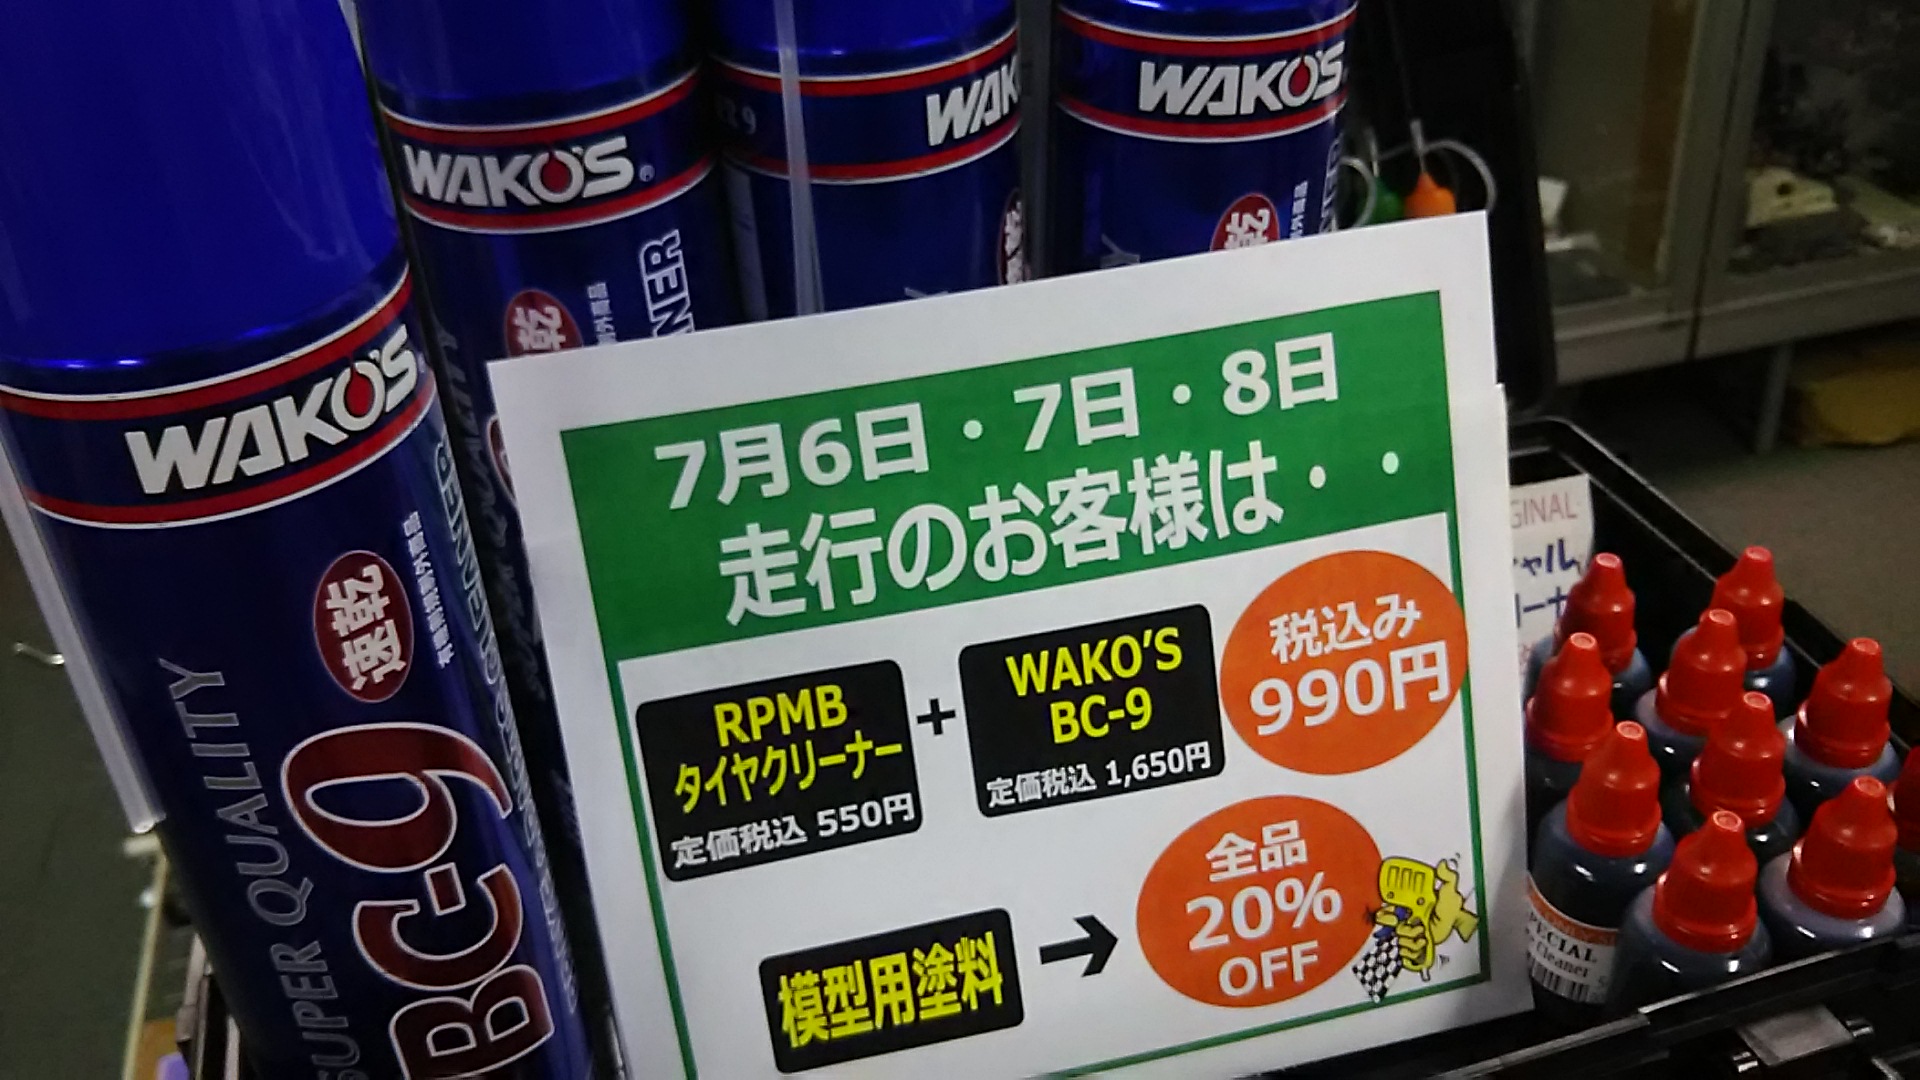 WAKO'S
WAKO'S
WAKO'S
速乾
SUPER QUALITY
BC-9
7月6日・7日・8日
走行のお客様は・・
RPMB
タイヤクリーナー
定価税込 550円
+
WAKO'S
BC-9
定価税込 1,650円
税込み
990円
模型用塗料
→
全品
20%
OFF